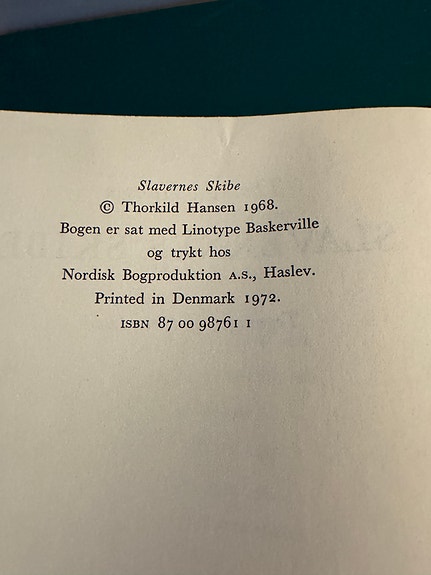 Slavernes Skibe
© Thorkild Hansen 1968.
Bogen er sat med Linotype Baskerville
og trykt hos
Nordisk Bogproduktion A.S., Haslev.
Printed in Denmark 1972.
ISBN 87 00 98761 1